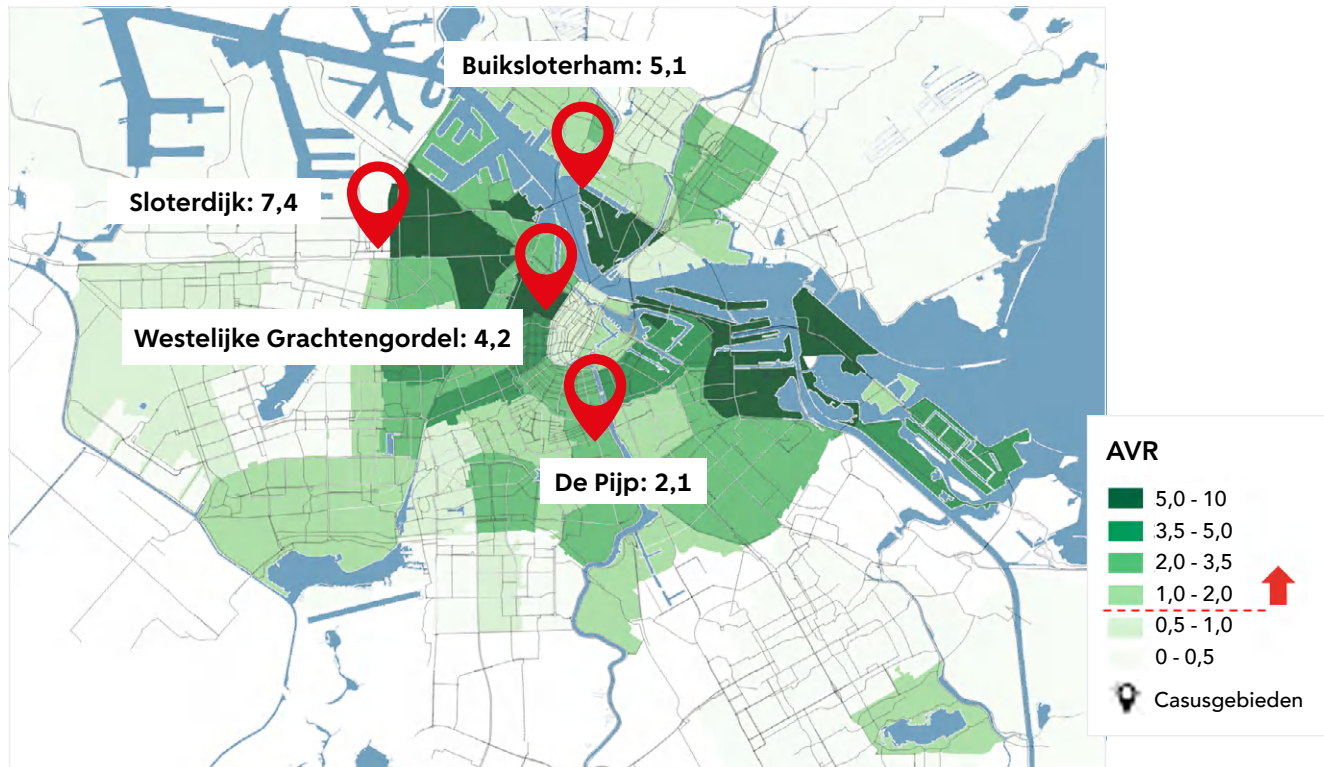 Buiksloterham: 5,1
Sloterdijk: 7,4
Westelijke Grachtengordel: 4,2
De Pijp: 2,1
AVR
5,0 - 10
3,5 - 5,0
2,0 - 3,5
1,0 - 2,0
0,5 - 1,0
0 - 0,5
Casusgebieden